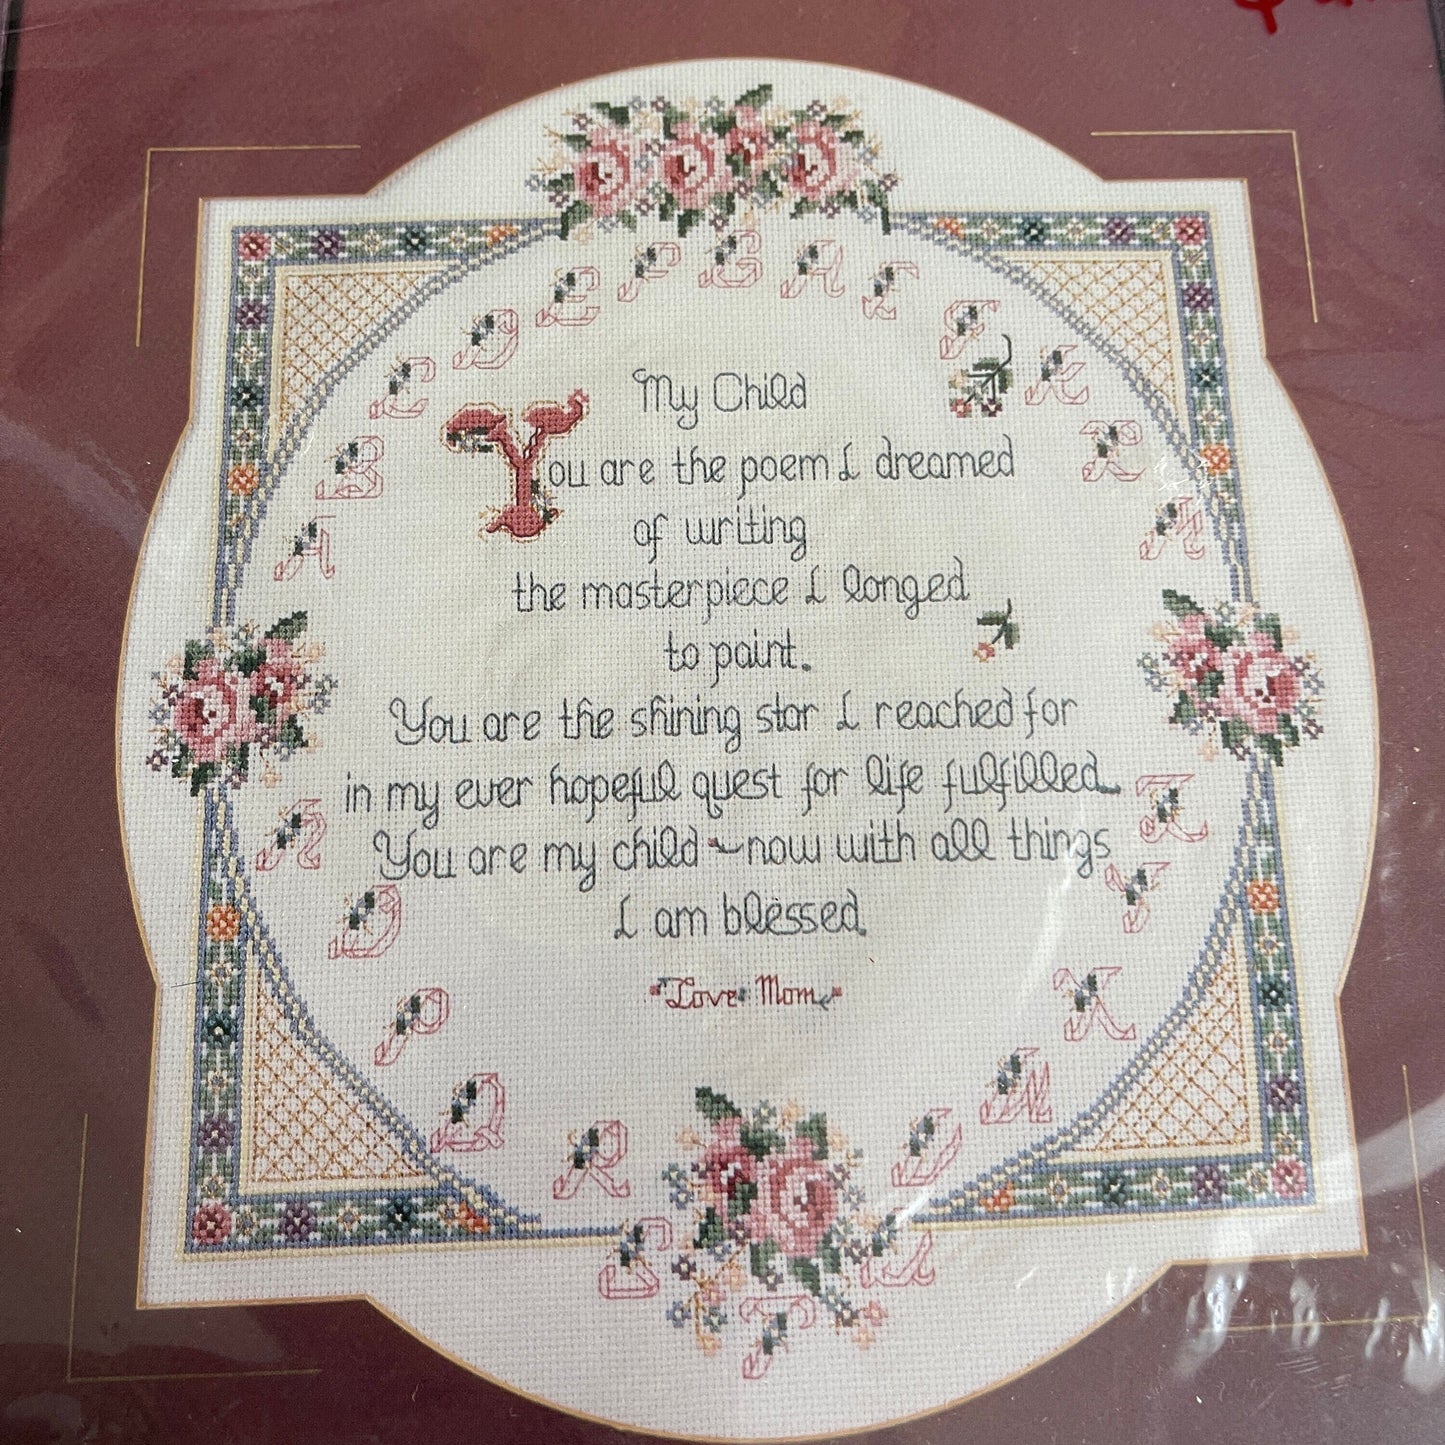 A B C D E F G H I J K L M
My Child
You are the poem I dreamed
of writing
the masterpiece I longed
to paint.
You are the shining star I reached for
in my ever hopeful quest for life fulfilled.
You are my child - now with all things
I am blessed.
Love Mom
N O P Q R S T U V W X Y Z